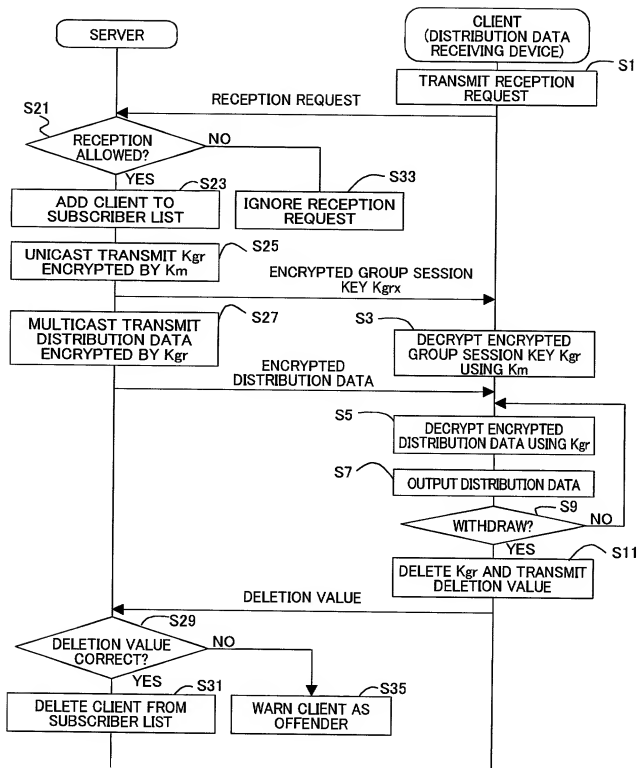 SERVER
CLIENT
(DISTRIBUTION DATA
RECEIVING DEVICE)
S1
TRANSMIT RECEPTION
REQUEST
RECEPTION REQUEST
S21
RECEPTION
ALLOWED?
NO
YES
S23
ADD CLIENT TO
SUBSCRIBER LIST
S33
IGNORE RECEPTION
REQUEST
S25
UNICAST TRANSMIT Kgr
ENCRYPTED BY Km
ENCRYPTED GROUP SESSION
KEY Kgrx
S27
MULTICAST TRANSMIT
DISTRIBUTION DATA
ENCRYPTED BY Kgr
S3
DECRYPT ENCRYPTED
GROUP SESSION KEY Kgr
USING Km
ENCRYPTED
DISTRIBUTION DATA
S5
DECRYPT ENCRYPTED
DISTRIBUTION DATA USING Kgr
S7
OUTPUT DISTRIBUTION DATA
S9
WITHDRAW?
NO
YES
S11
DELETE Kgr AND TRANSMIT
DELETION VALUE
DELETION VALUE
S29
DELETION VALUE
CORRECT?
NO
YES
S31
DELETE CLIENT FROM
SUBSCRIBER LIST
S35
WARN CLIENT AS
OFFENDER